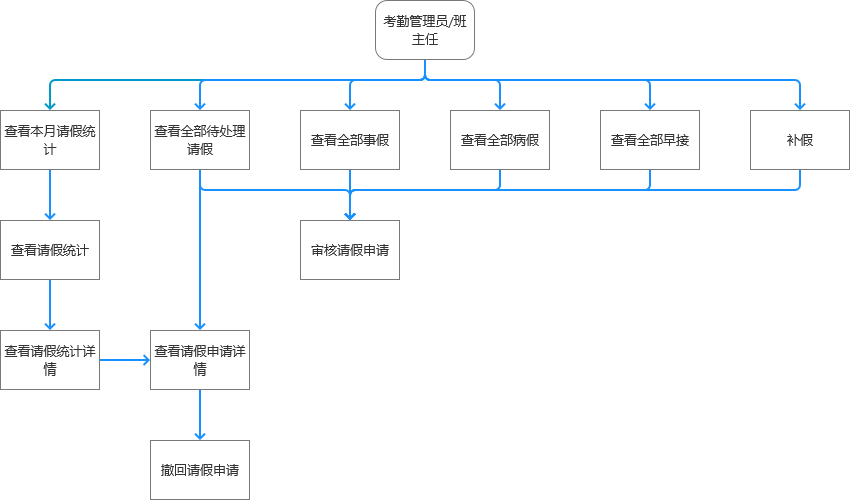 考勤管理员/班
主任
查看本月请假统
计
查看全部待处理
请假
查看全部事假
查看全部病假
查看全部早接
补假
查看请假统计
审核请假申请
查看请假统计详
情
查看请假申请详
情
撤回请假申请